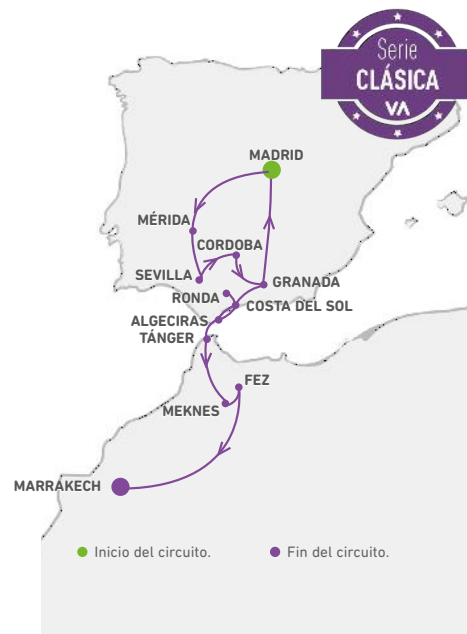 Serie
CLÁSICA
VA
MADRID
MÉRIDA
CORDOBA
SEVILLA
GRANADA
RONDA
COSTA DEL SOL
ALGECIRAS
TÁNGER
FEZ
MEKNES
MARRAKECH
Inicio del circuito.
Fin del circuito.